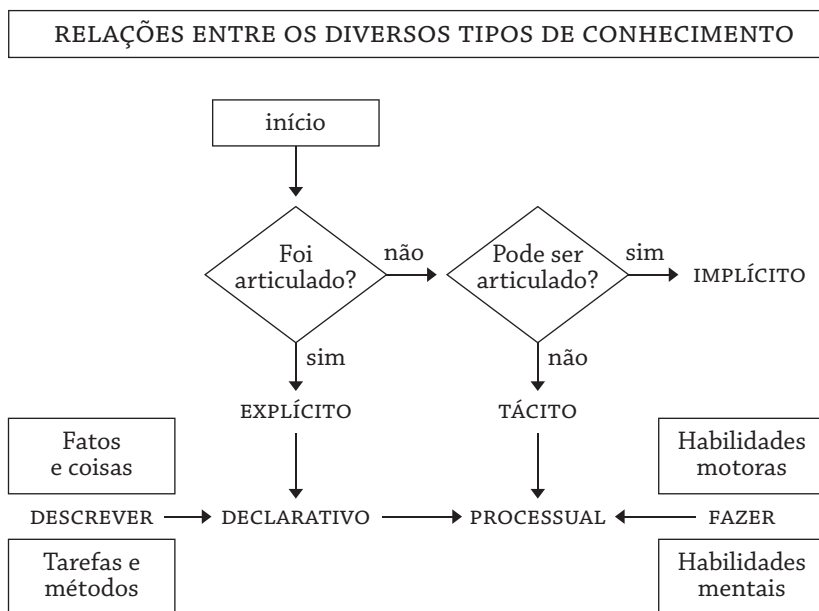 RELAÇÕES ENTRE OS DIVERSOS TIPOS DE CONHECIMENTO
início
Foi
articulado?
não
Pode ser
articulado?
sim
IMPLÍCITO
sim
não
EXPLÍCITO
TÁCITO
Fatos
e coisas
Habilidades
motoras
DESCREVER
DECLARATIVO
PROCESSUAL
FAZER
Tarefas e
métodos
Habilidades
mentais